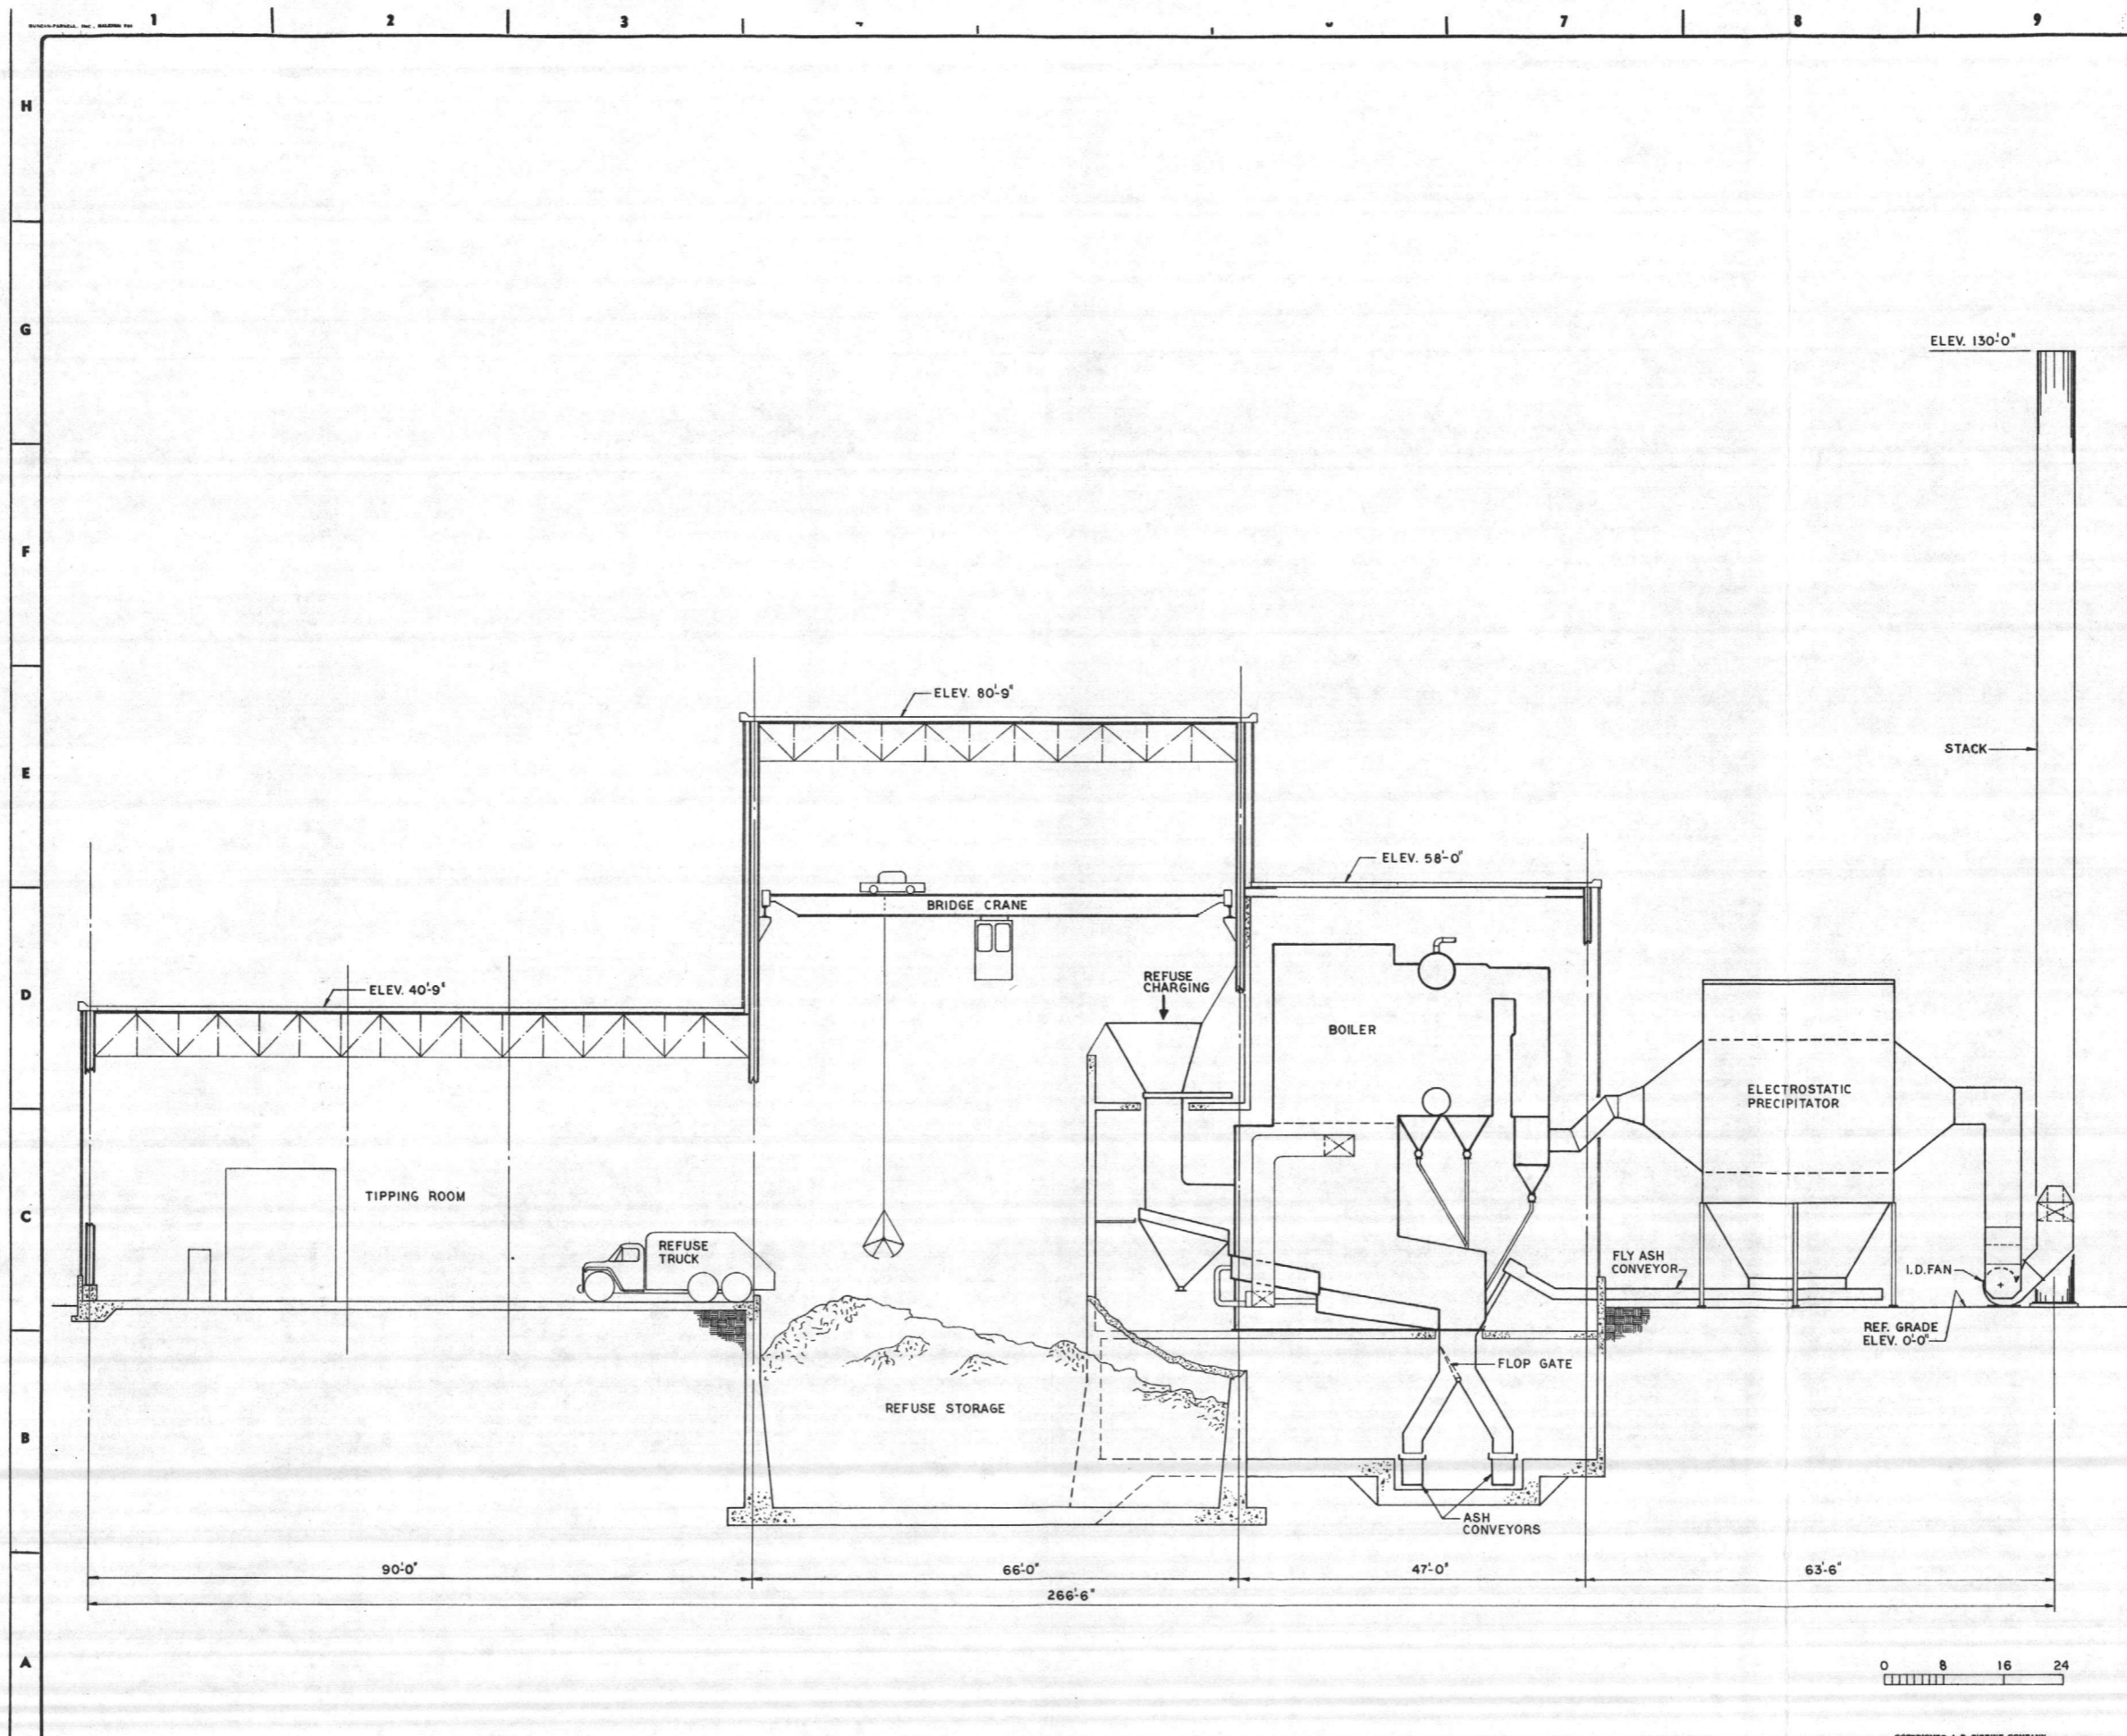 1 2 3 7 8 9
H
G
ELEV. 130'-0"
F
ELEV. 80'-9"
STACK
E
ELEV. 58'-0"
BRIDGE CRANE
REFUSE
CHARGING
ELEV. 40'-9"
D
BOILER
ELECTROSTATIC
PRECIPITATOR
TIPPING ROOM
C
REFUSE
TRUCK
FLY ASH
CONVEYOR
I.D. FAN
REF. GRADE
ELEV. 0'-0"
FLOP GATE
REFUSE STORAGE
B
ASH
CONVEYORS
90'-0" 66'-0" 47'-0" 63'-6"
266'-6"
A
0 8 16 24